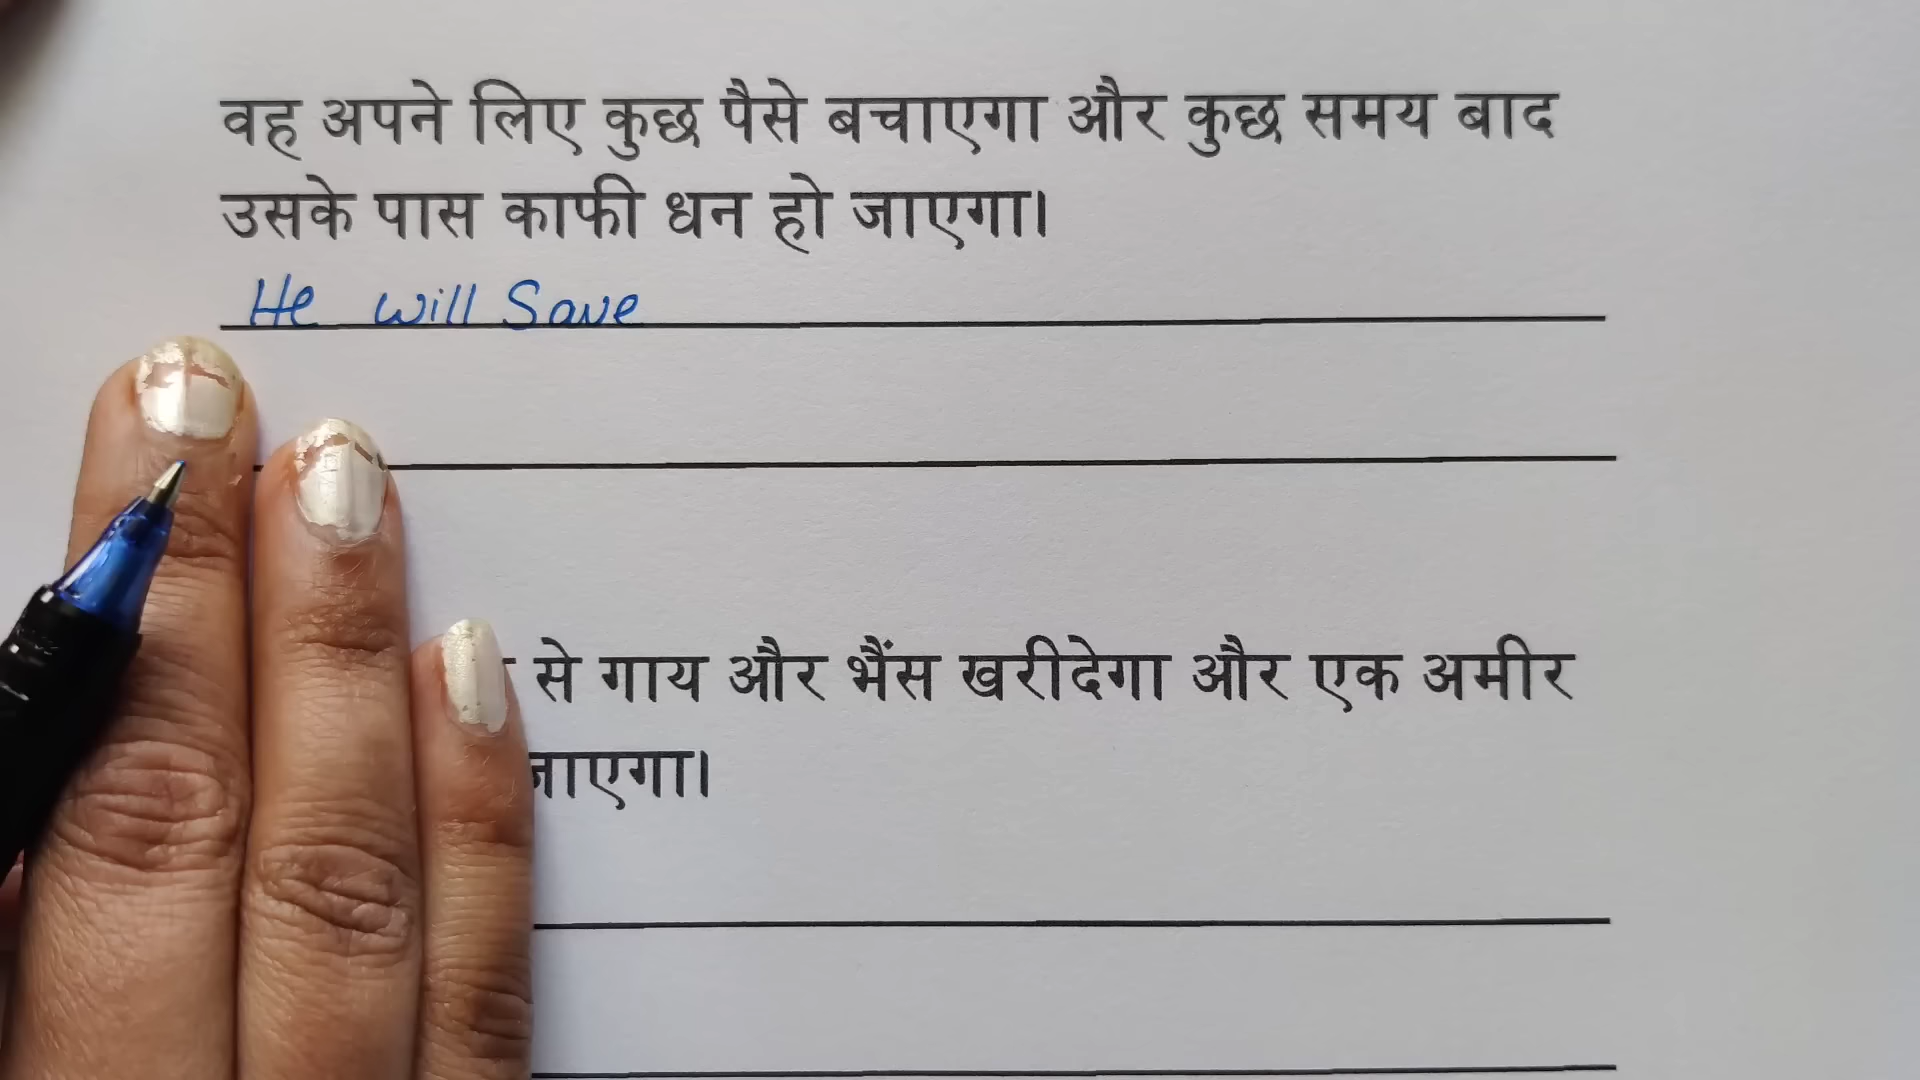 वह अपने लिए कुछ पैसे बचाएगा और कुछ समय बाद
उसके पास काफी धन हो जाएगा।
He will Save
से गाय और भैंस खरीदेगा और एक अमीर
जाएगा।